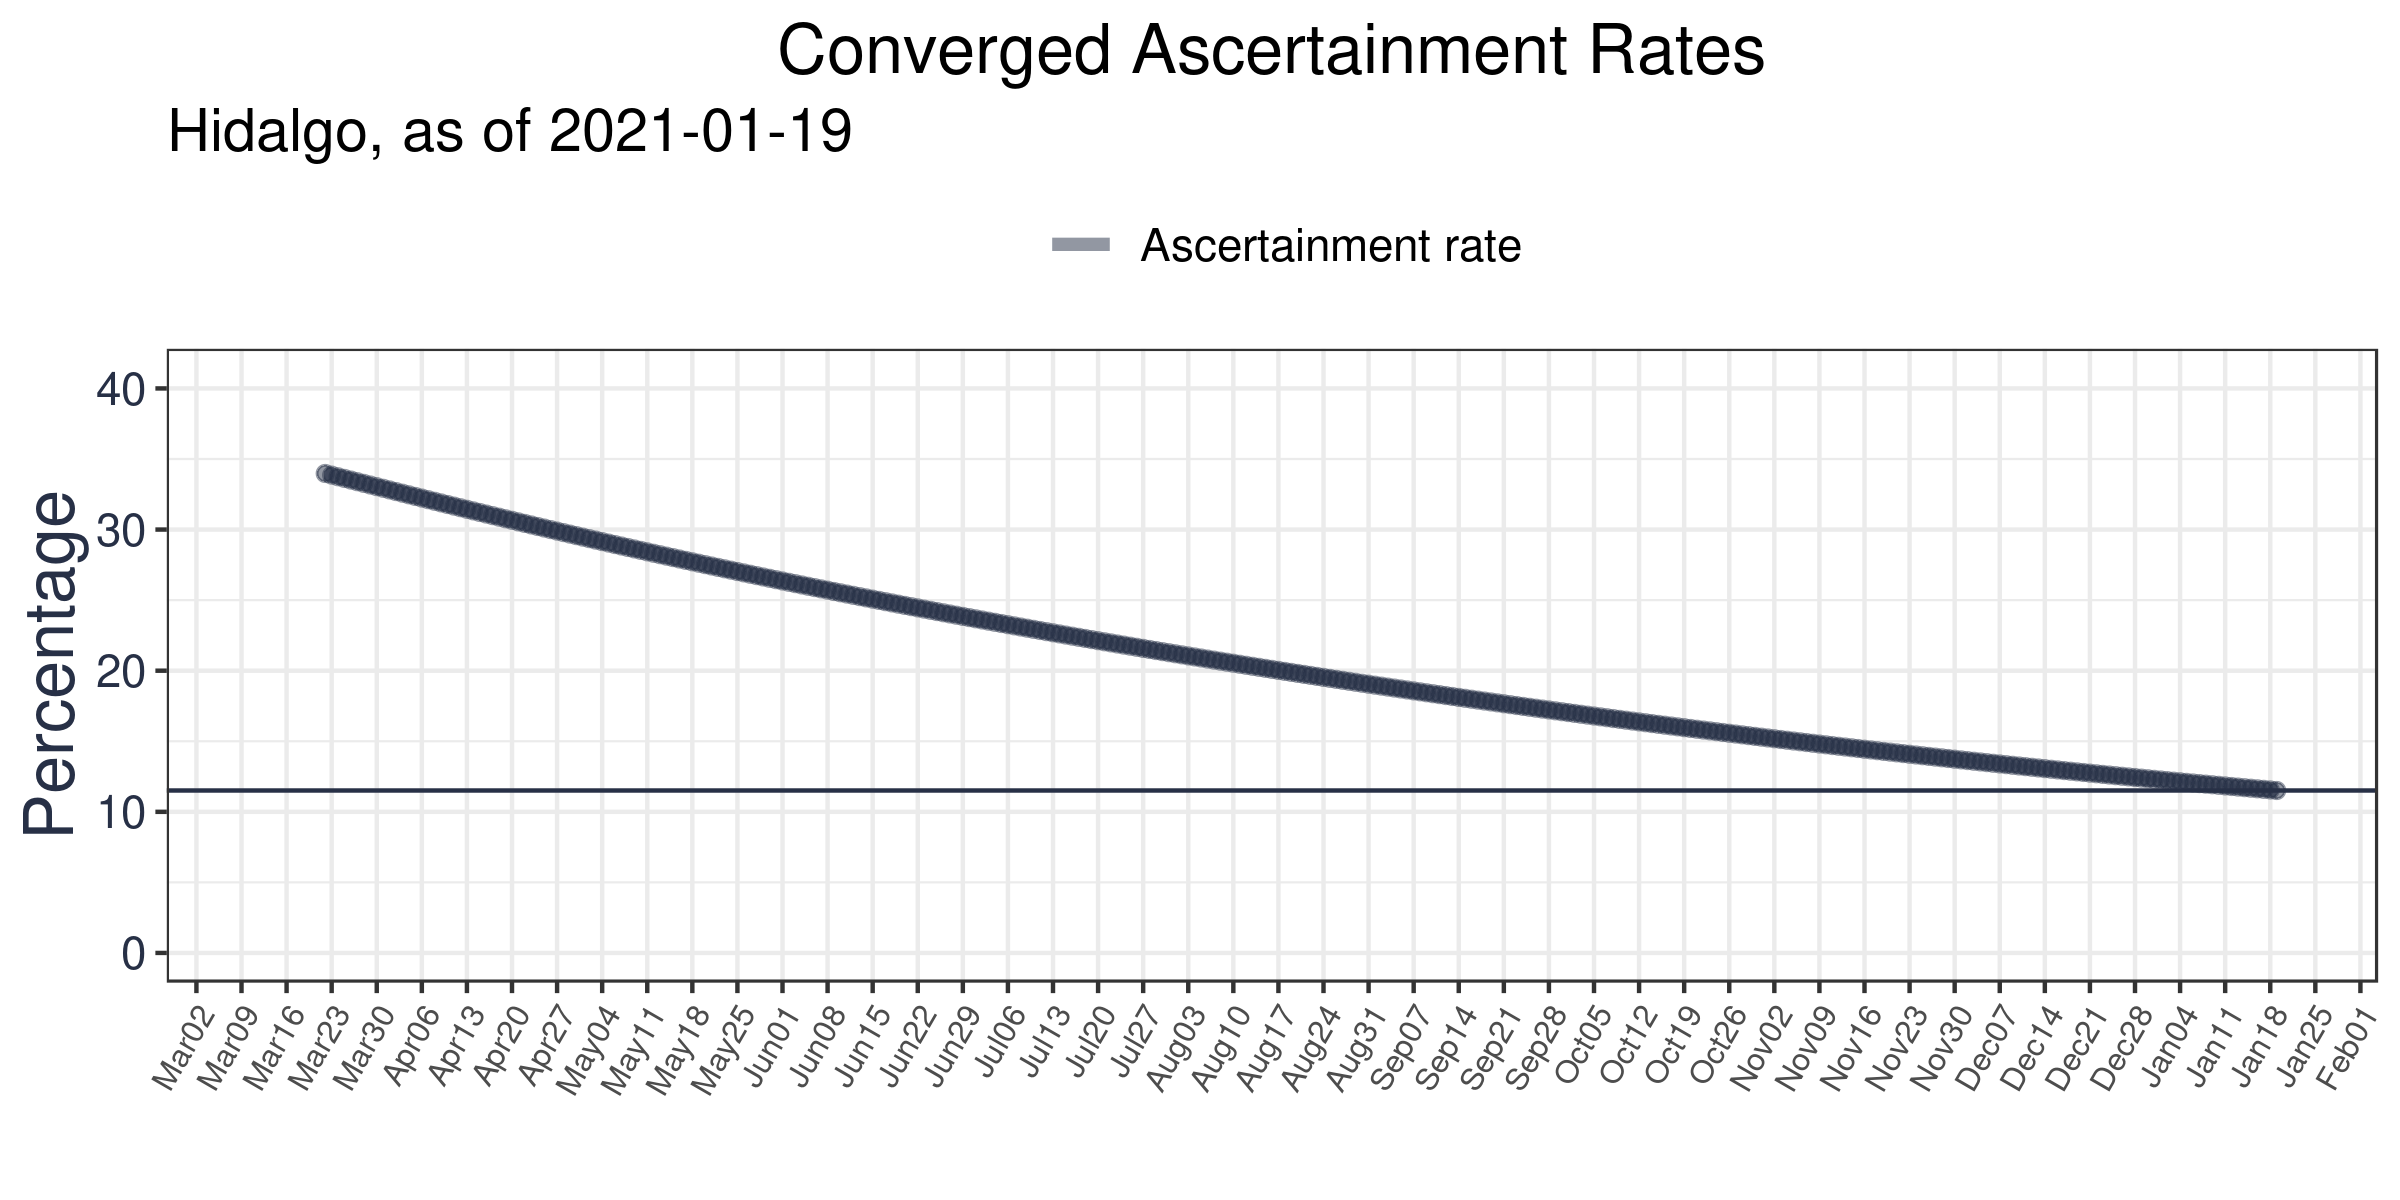 Converged Ascertainment Rates
Hidalgo, as of 2021-01-19
Ascertainment rate
Percentage
40
30
20
10
0
Mar02 Mar09 Mar16 Mar23 Mar30 Apr06 Apr13 Apr20 Apr27 May04 May11 May18 May25 Jun01 Jun08 Jun15 Jun22 Jun29 Jul06 Jul13 Jul20 Jul27 Aug03 Aug10 Aug17 Aug24 Aug31 Sep07 Sep14 Sep21 Sep28 Oct05 Oct12 Oct19 Oct26 Nov02 Nov09 Nov16 Nov23 Nov30 Dec07 Dec14 Dec21 Dec28 Jan04 Jan11 Jan18 Jan25 Feb01